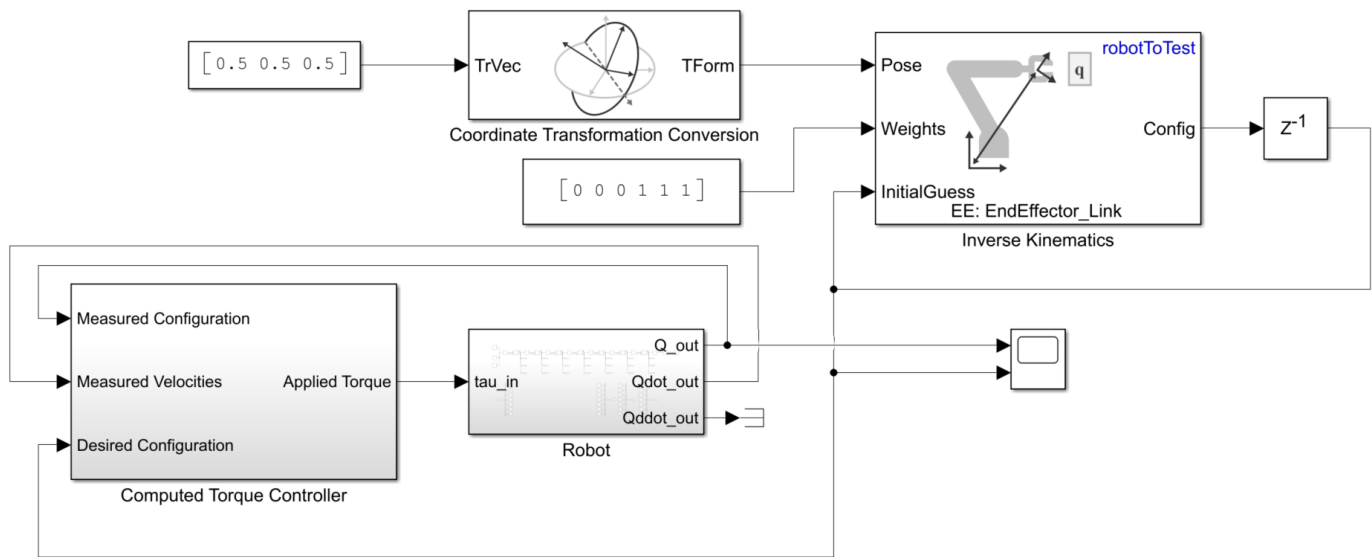 [0.5 0.5 0.5]
TrVec
TForm
Coordinate Transformation Conversion
robotToTest
q
Pose
Weights
InitialGuess
Config
EE: EndEffector_Link
Inverse Kinematics
z-1
[0 0 0 1 1 1]
Measured Configuration
Measured Velocities
Desired Configuration
Applied Torque
Computed Torque Controller
tau_in
Q_out
Qdot_out
Qddot_out
Robot